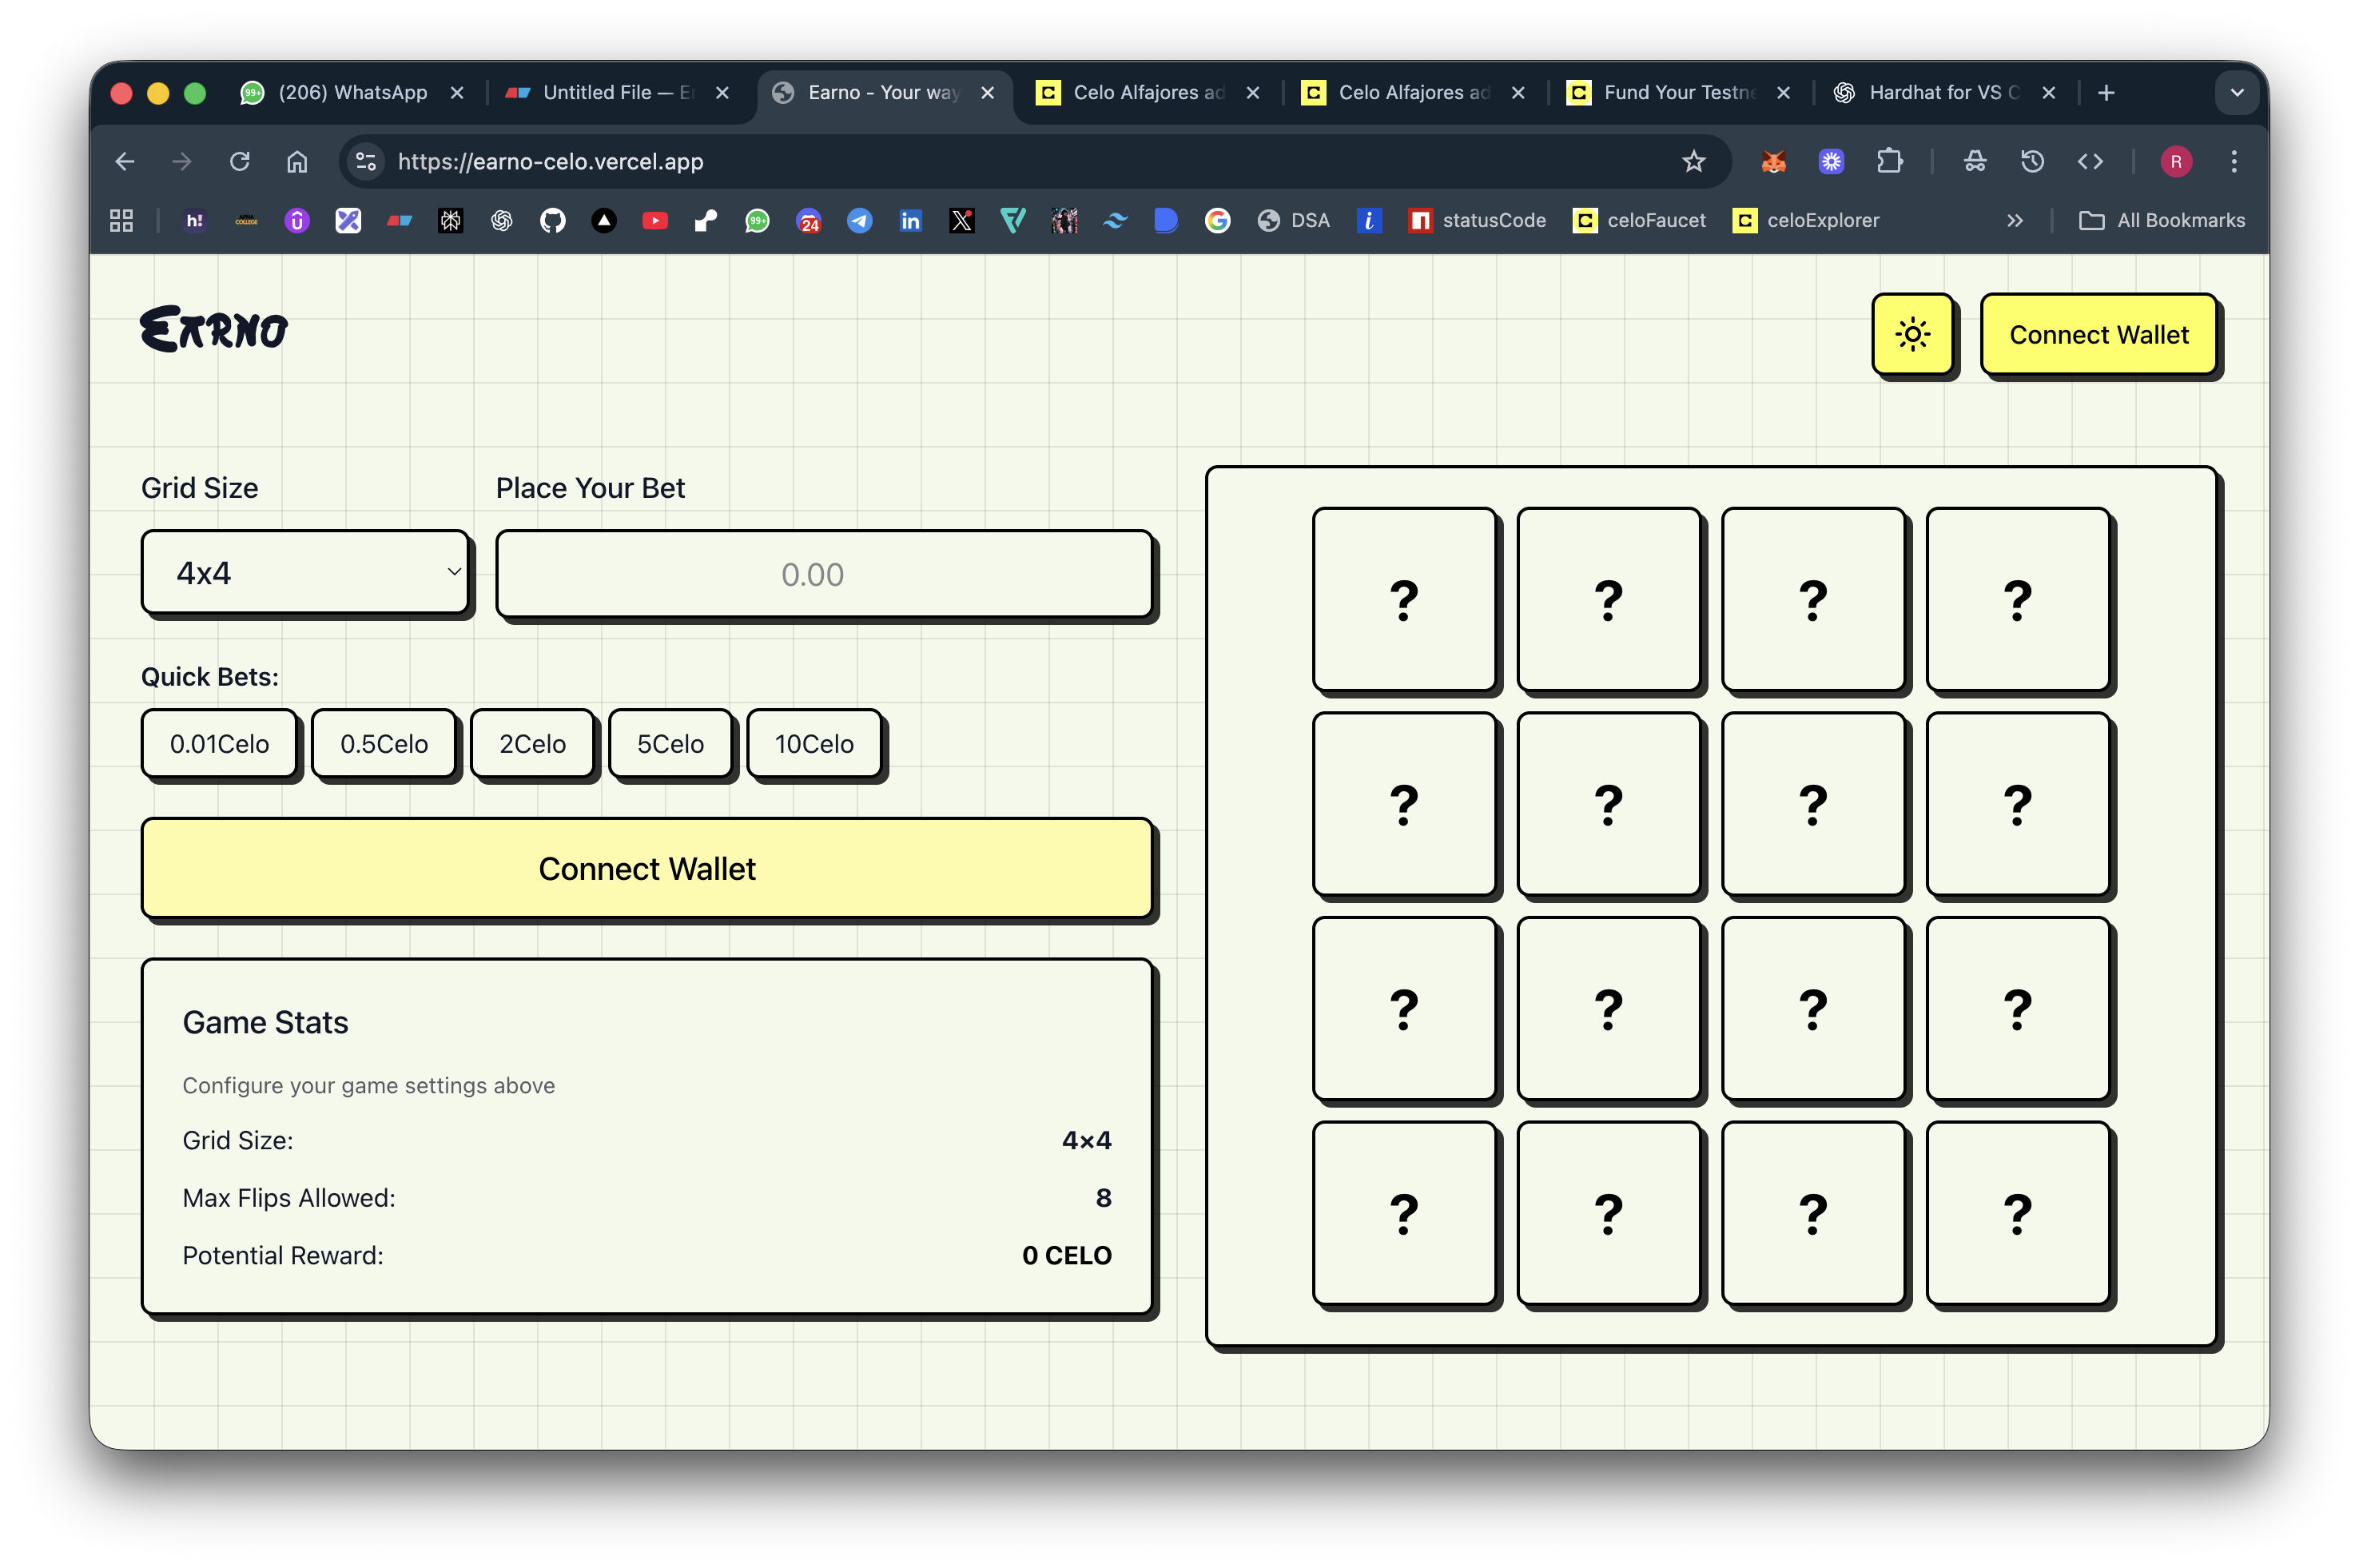 (206) WhatsApp
Untitled File — E
Earno - Your way
Celo Alfajores ad
Celo Alfajores ad
Fund Your Testne
Hardhat for VS C
https://earno-celo.vercel.app
R
h!
99+
24
DSA
statusCode
celoFaucet
celoExplorer
All Bookmarks
EARNO
Connect Wallet
Grid Size
Place Your Bet
4x4
0.00
Quick Bets:
0.01Celo
0.5Celo
2Celo
5Celo
10Celo
Connect Wallet
Game Stats
Configure your game settings above
Grid Size:
4×4
Max Flips Allowed:
8
Potential Reward:
0 CELO
? ? ? ?
? ? ? ?
? ? ? ?
? ? ? ?